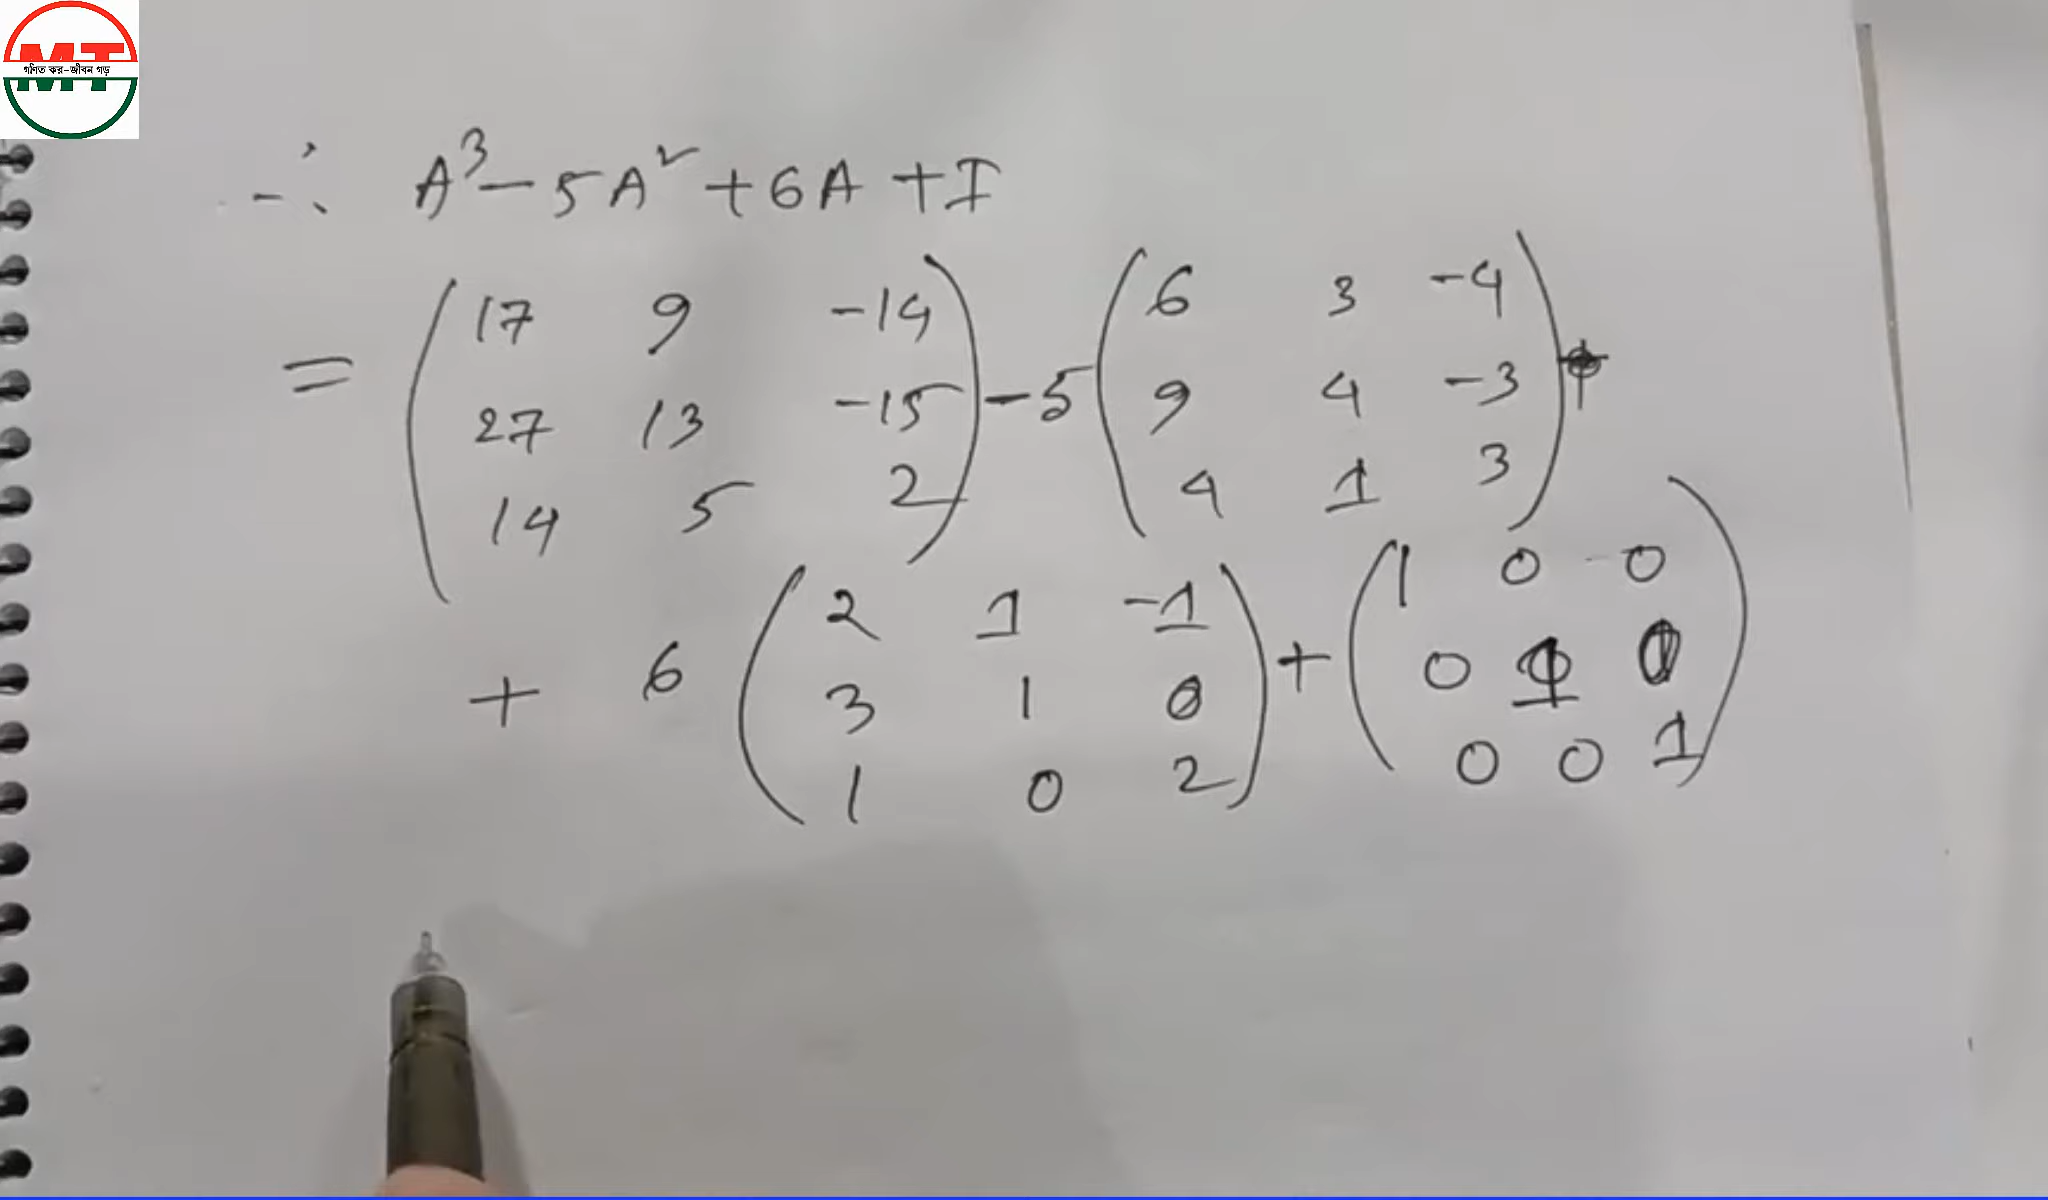 MT
গণিত কর-জীবন গড়
∴ A³ - 5A² + 6A + I
= (17 9 -14
27 13 -15
14 5 2) - 5 (6 3 -4
9 4 -3
4 1 3) +
+ 6 (2 1 -1
3 1 0
1 0 2) + (1 0 0
0 1 0
0 0 1)